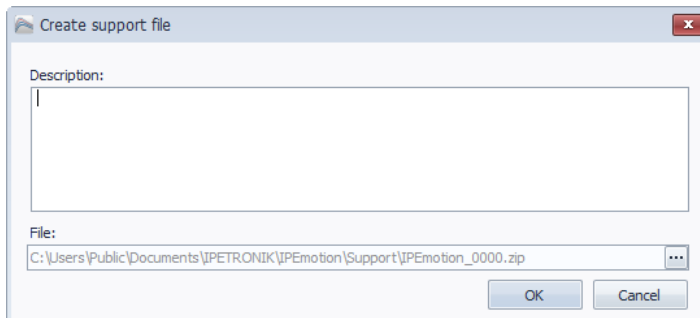 Create support file
Description:
File:
C:\Users\Public\Documents\IPETRONIK\IPEmotion\Support\IPEmotion_0000.zip
...
OK Cancel